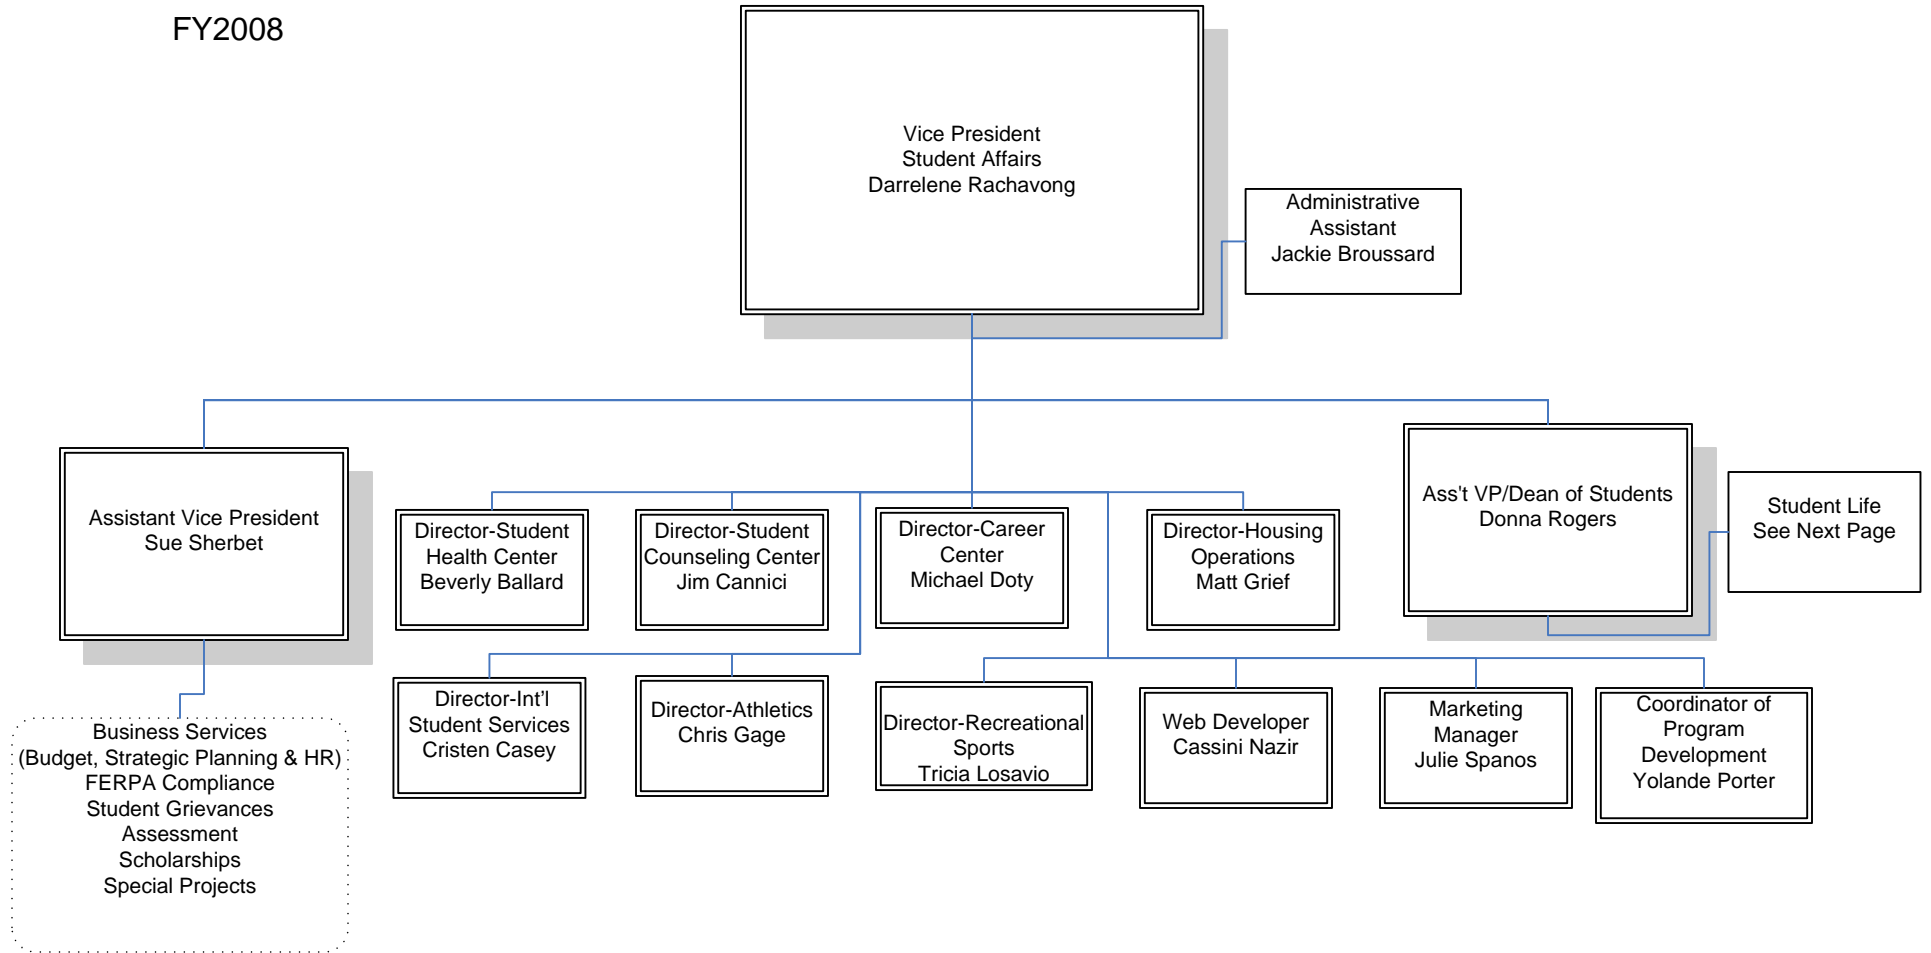 FY2008
Vice President
Student Affairs
Darrelene Rachavong
Administrative
Assistant
Jackie Broussard
Assistant Vice President
Sue Sherbet
Director-Student
Health Center
Beverly Ballard
Director-Student
Counseling Center
Jim Cannici
Director-Career
Center
Michael Doty
Director-Housing
Operations
Matt Grief
Ass't VP/Dean of Students
Donna Rogers
Student Life
See Next Page
Business Services
(Budget, Strategic Planning & HR)
FERPA Compliance
Student Grievances
Assessment
Scholarships
Special Projects
Director-Int'l
Student Services
Cristen Casey
Director-Athletics
Chris Gage
Director-Recreational
Sports
Tricia Losavio
Web Developer
Cassini Nazir
Marketing
Manager
Julie Spanos
Coordinator of
Program
Development
Yolande Porter